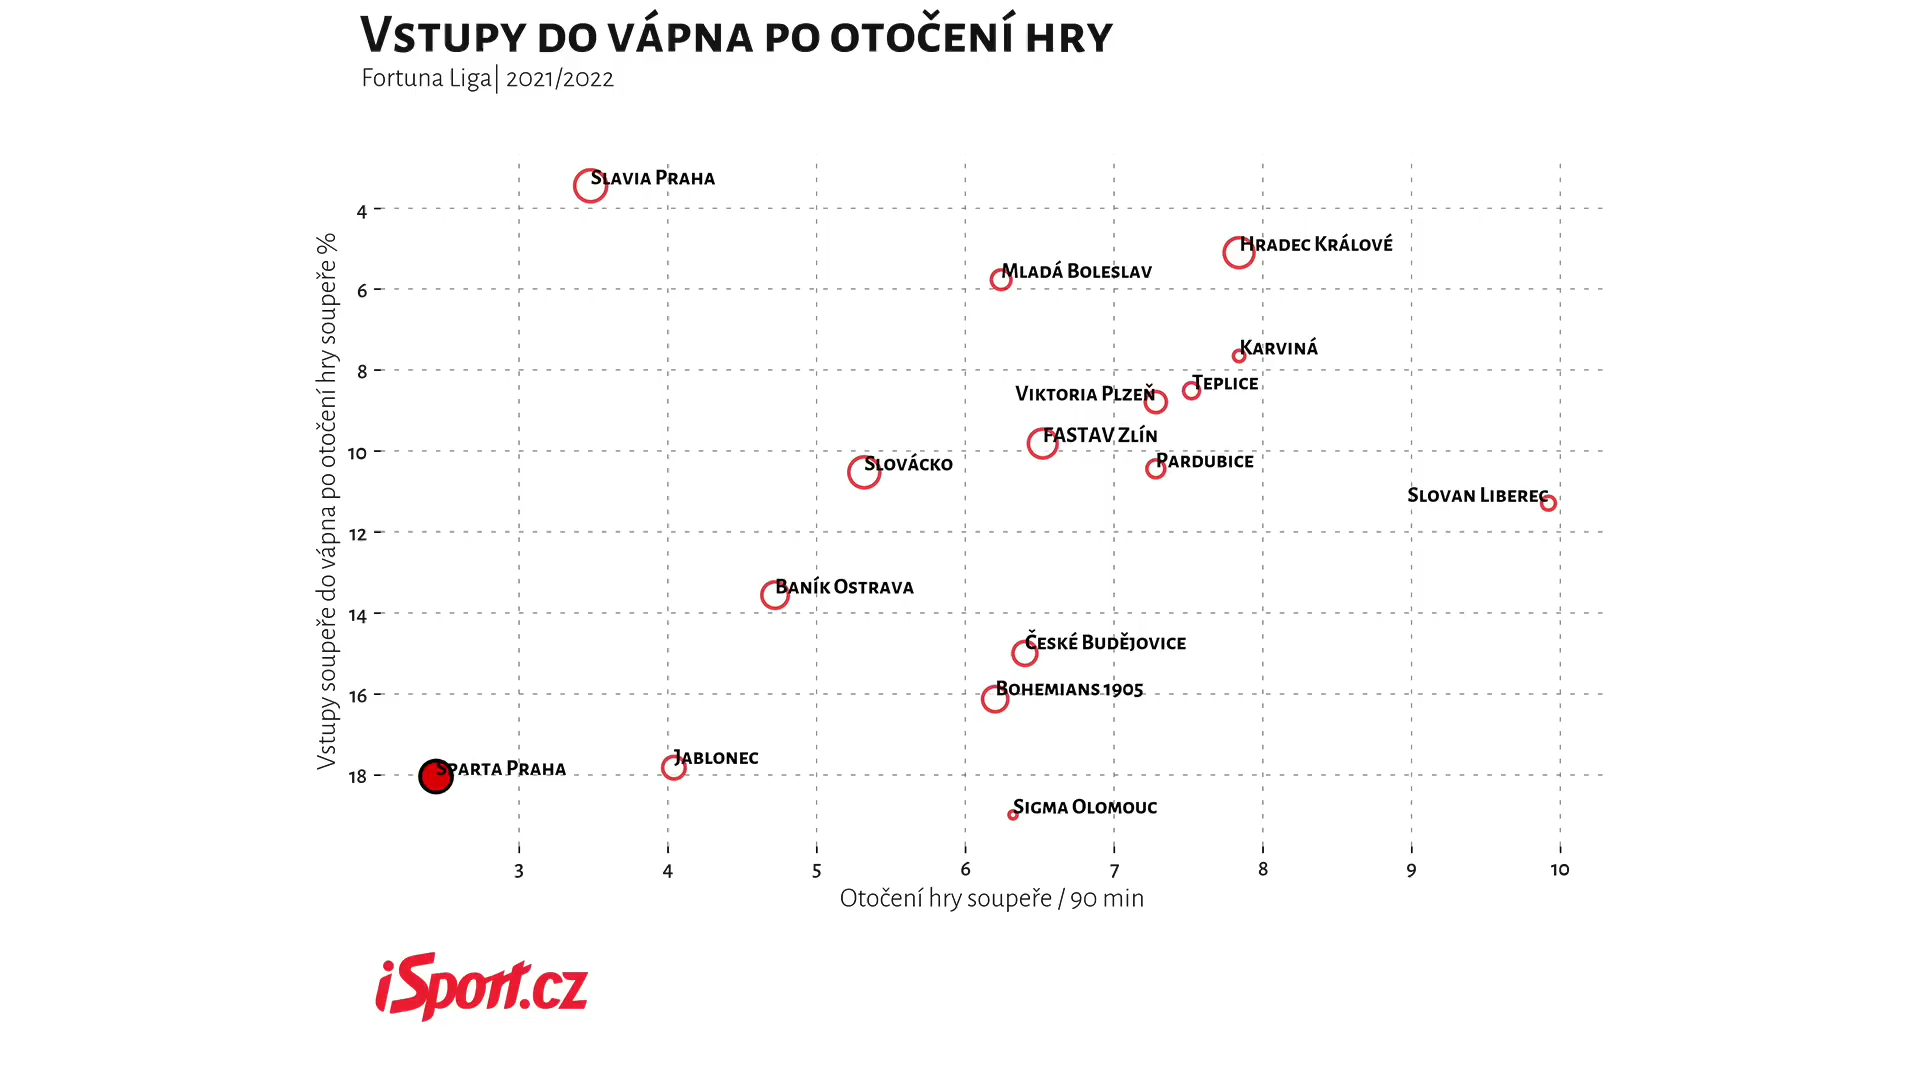 Vstupy do vápna po otočení hry
Fortuna Liga| 2021/2022
Vstupy soupeře do vápna po otočení hry soupeře %
4
6
8
10
12
14
16
18
Slavia Praha
Hradec Králové
Mladá Boleslav
Karviná
Teplice
Viktoria Plzeň
FASTAV Zlín
Pardubice
Slovácko
Slovan Liberec
Baník Ostrava
České Budějovice
Bohemians 1905
Jablonec
Sparta Praha
Sigma Olomouc
3 4 5 6 7 8 9 10
Otočení hry soupeře / 90 min
iSport.cz